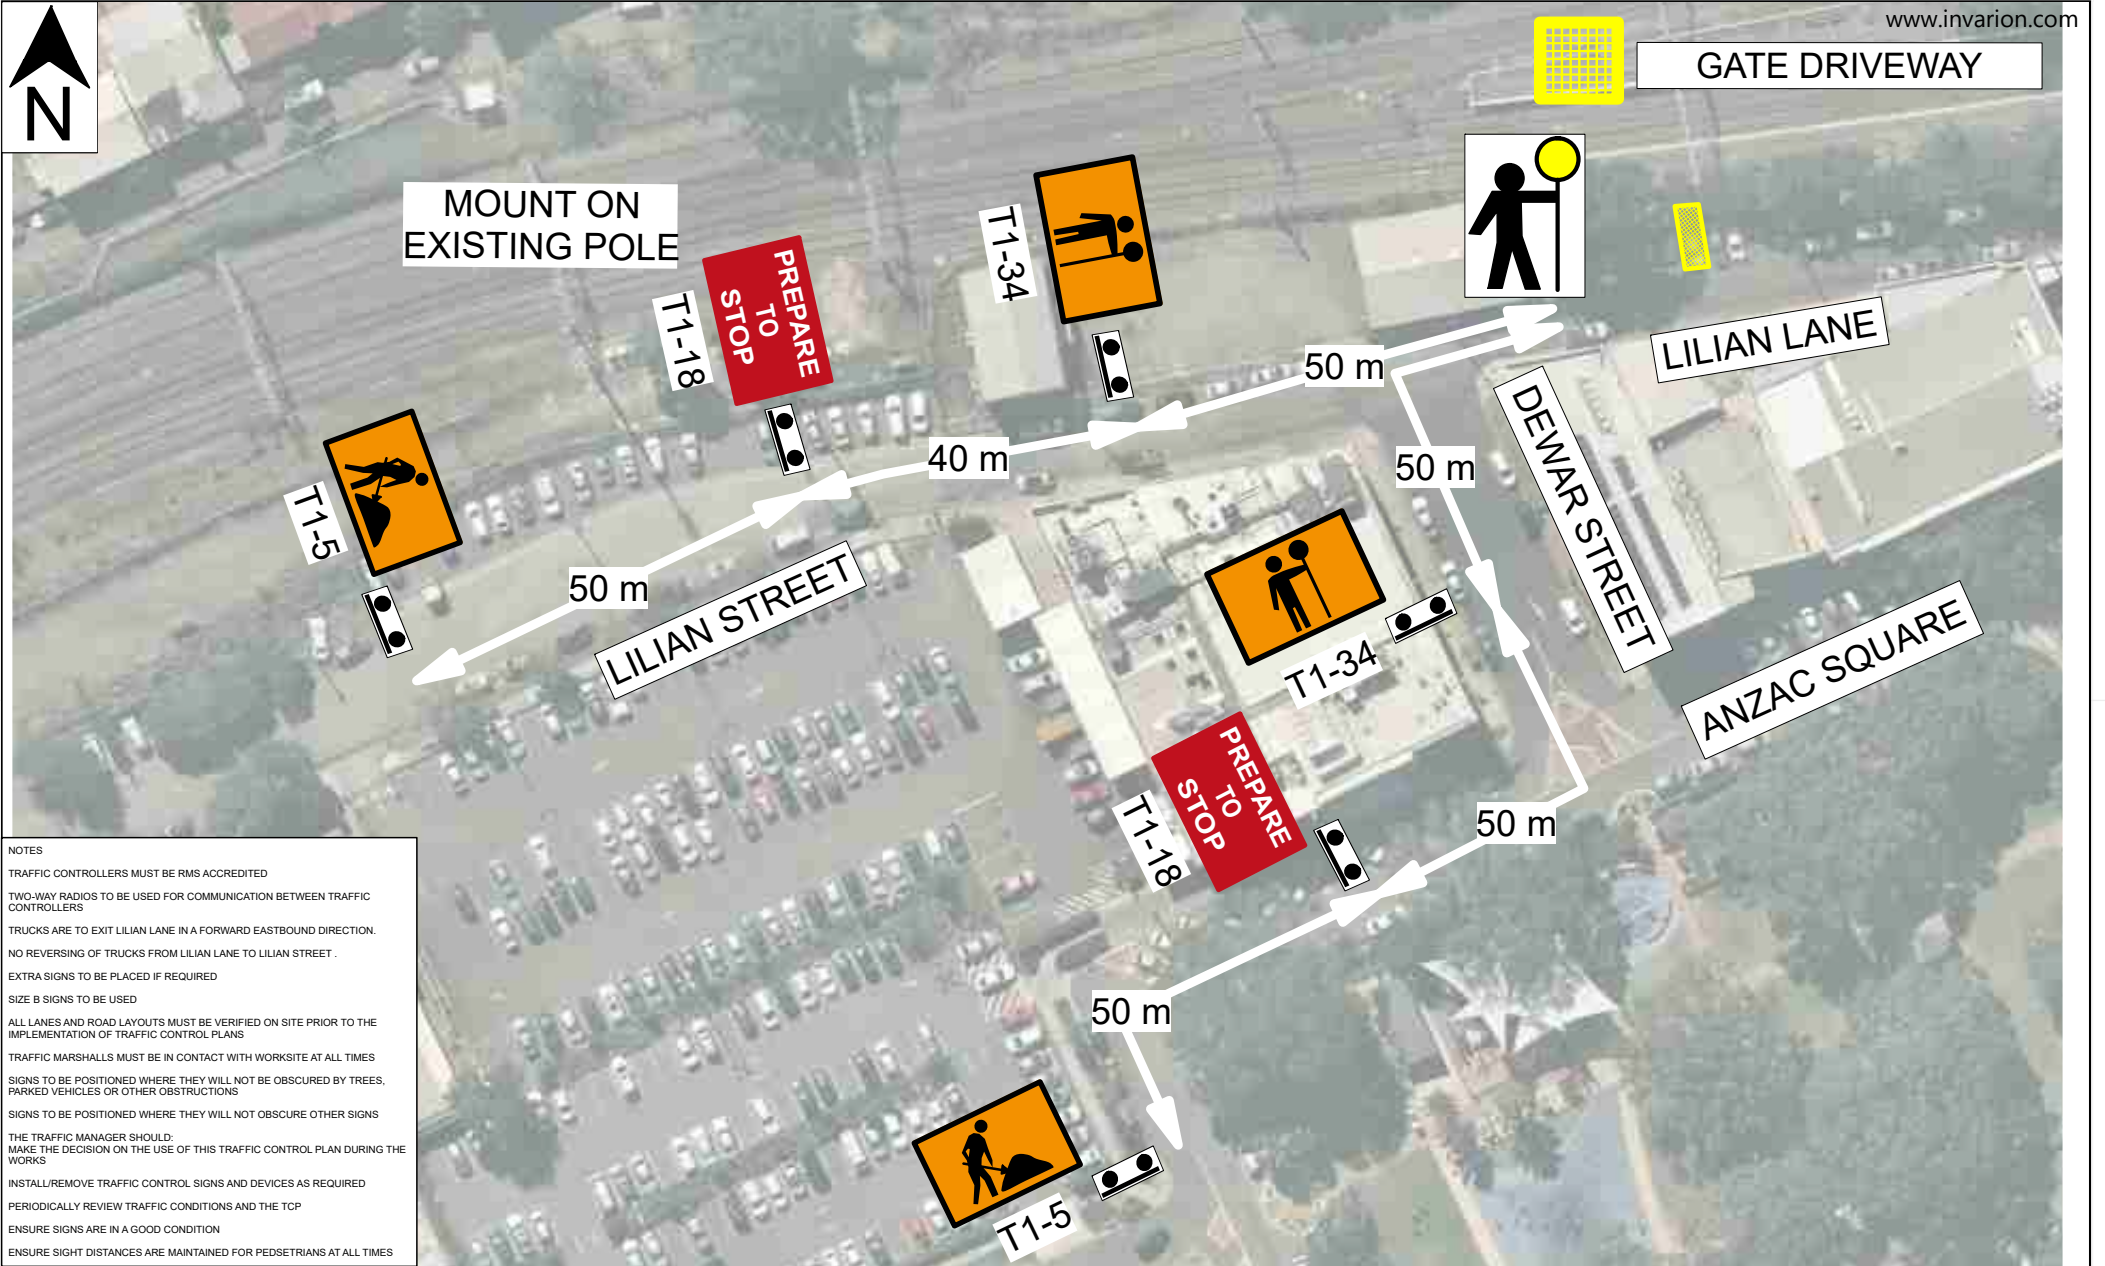 www.invarion.com
N
GATE DRIVEWAY
MOUNT ON
EXISTING POLE
T1-34
PREPARE
TO
STOP
T1-18
LILIAN LANE
50 m
DEWAR STREET
40 m
50 m
T1-5
50 m
LILIAN STREET
T1-34
ANZAC SQUARE
PREPARE
TO
STOP
T1-18
50 m
50 m
T1-5
NOTES
TRAFFIC CONTROLLERS MUST BE RMS ACCREDITED
TWO-WAY RADIOS TO BE USED FOR COMMUNICATION BETWEEN TRAFFIC
CONTROLLERS
TRUCKS ARE TO EXIT LILIAN LANE IN A FORWARD EASTBOUND DIRECTION.
NO REVERSING OF TRUCKS FROM LILIAN LANE TO LILIAN STREET .
EXTRA SIGNS TO BE PLACED IF REQUIRED
SIZE B SIGNS TO BE USED
ALL LANES AND ROAD LAYOUTS MUST BE VERIFIED ON SITE PRIOR TO THE
IMPLEMENTATION OF TRAFFIC CONTROL PLANS
TRAFFIC MARSHALLS MUST BE IN CONTACT WITH WORKSITE AT ALL TIMES
SIGNS TO BE POSITIONED WHERE THEY WILL NOT BE OBSCURED BY TREES,
PARKED VEHICLES OR OTHER OBSTRUCTIONS
SIGNS TO BE POSITIONED WHERE THEY WILL NOT OBSCURE OTHER SIGNS
THE TRAFFIC MANAGER SHOULD:
MAKE THE DECISION ON THE USE OF THIS TRAFFIC CONTROL PLAN DURING THE
WORKS
INSTALL/REMOVE TRAFFIC CONTROL SIGNS AND DEVICES AS REQUIRED
PERIODICALLY REVIEW TRAFFIC CONDITIONS AND THE TCP
ENSURE SIGNS ARE IN A GOOD CONDITION
ENSURE SIGHT DISTANCES ARE MAINTAINED FOR PEDSETRIANS AT ALL TIMES